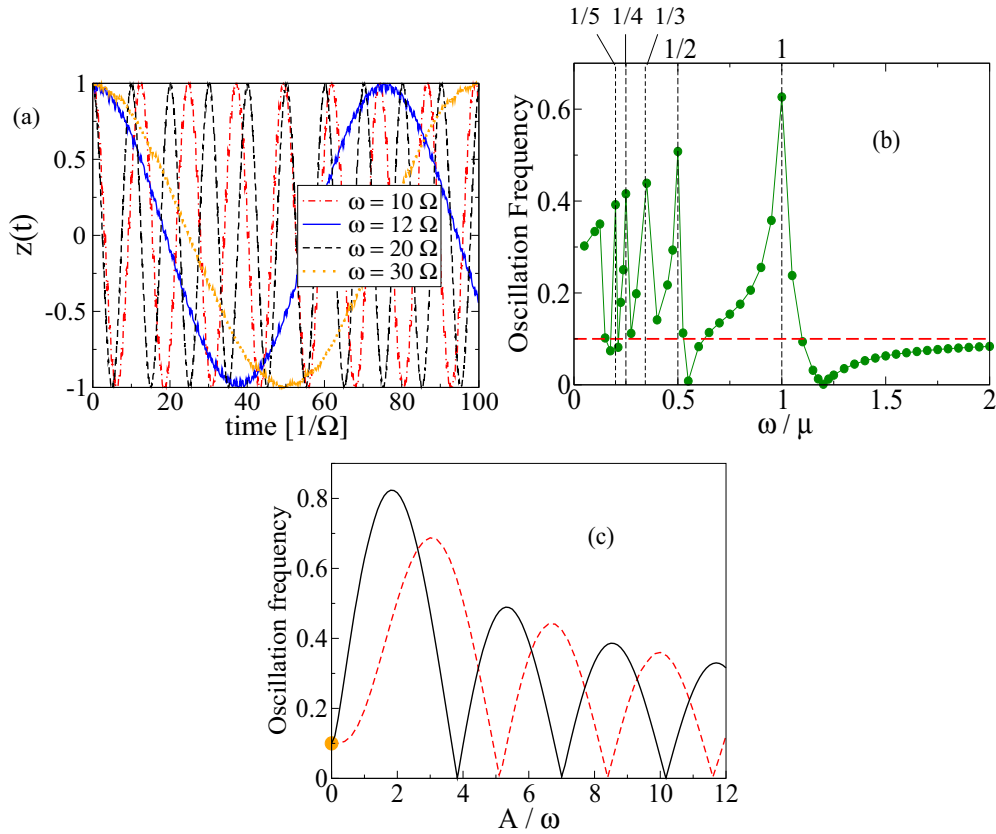 1/5 1/4 1/3
1/2 1
(a)
z(t)
1
0.5
0
-0.5
-1
ω = 10 Ω
ω = 12 Ω
ω = 20 Ω
ω = 30 Ω
0 20 40 60 80 100
time [1/Ω]
(b)
Oscillation Frequency
0.6
0.4
0.2
0
0 0.5 1 1.5 2
ω / μ
(c)
Oscillation frequency
0.8
0.6
0.4
0.2
0
0 2 4 6 8 10 12
A / ω